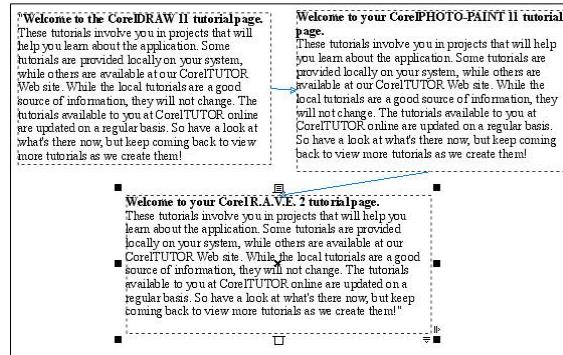 "Welcome to the CorelDRAW 11 tutorial page.
These tutorials involve you in projects that will
help you learn about the application. Some
tutorials are provided locally on your system,
while others are available at our CorelTUTOR
Web site. While the local tutorials are a good
source of information, they will not change. The
tutorials available to you at CorelTUTOR online
are updated on a regular basis. So have a look at
what's there now, but keep coming back to view
more tutorials as we create them!
Welcome to your CorelPHOTO-PAINT 11 tutorial
page.
These tutorials involve you in projects that will help
you learn about the application. Some tutorials are
provided locally on your system, while others are
available at our CorelTUTOR Web site. While the
local tutorials are a good source of information, they
will not change. The tutorials available to you at
CorelTUTOR online are updated on a regular basis.
So have a look at what's there now, but keep coming
back to view more tutorials as we create them!
Welcome to your Corel R.A.V.E. 2 tutorial page.
These tutorials involve you in projects that will help you
learn about the application. Some tutorials are provided
locally on your system, while others are available at our
CorelTUTOR Web site. While the local tutorials are a good
source of information, they will not change. The tutorials
available to you at CorelTUTOR online are updated on a
regular basis. So have a look at what's there now, but keep
coming back to view more tutorials as we create them!"